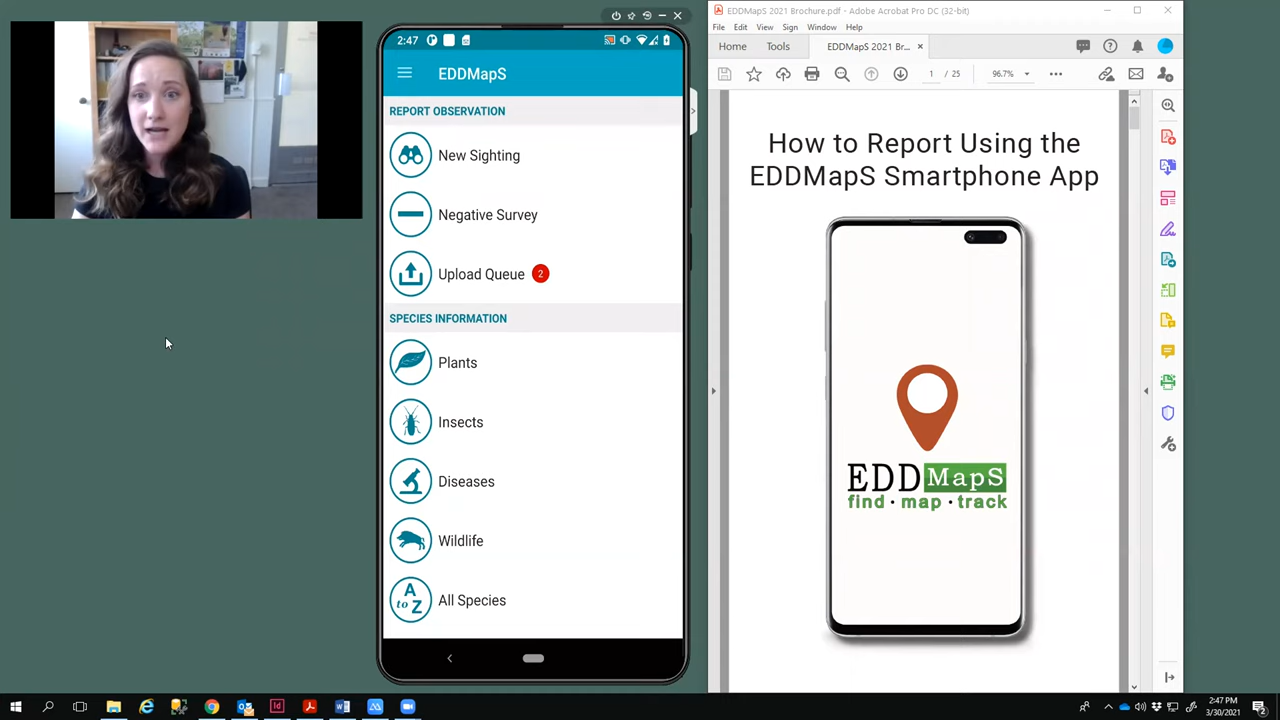 2:47
EDDMapS
REPORT OBSERVATION
New Sighting
Negative Survey
Upload Queue 2
SPECIES INFORMATION
Plants
Insects
Diseases
Wildlife
A to Z All Species
EDDMapS 2021 Brochure.pdf - Adobe Acrobat Pro DC (32-bit)
File Edit View Sign Window Help
Home Tools EDDMapS 2021 Br... ×
1 / 25 96.7%
How to Report Using the
EDDMapS Smartphone App
EDDMapS
find · map · track
2:47 PM
3/30/2021
2